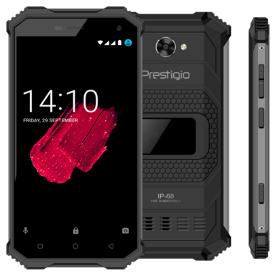 14:10
FRIDAY, 29 SEPTEMBER
Prestigio
IP-68